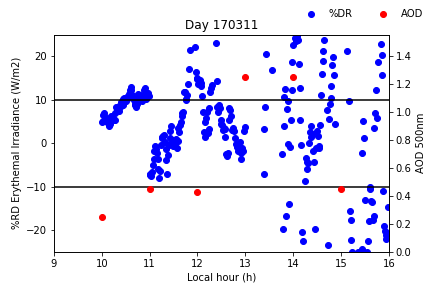 %DR AOD
Day 170311
%RD Erythermal Irradiance (W/m2)
20
10
0
−10
−20
1.4
1.2
1.0
0.8
0.6
0.4
0.2
0.0
AOD 500nm
9 10 11 12 13 14 15 16
Local hour (h)